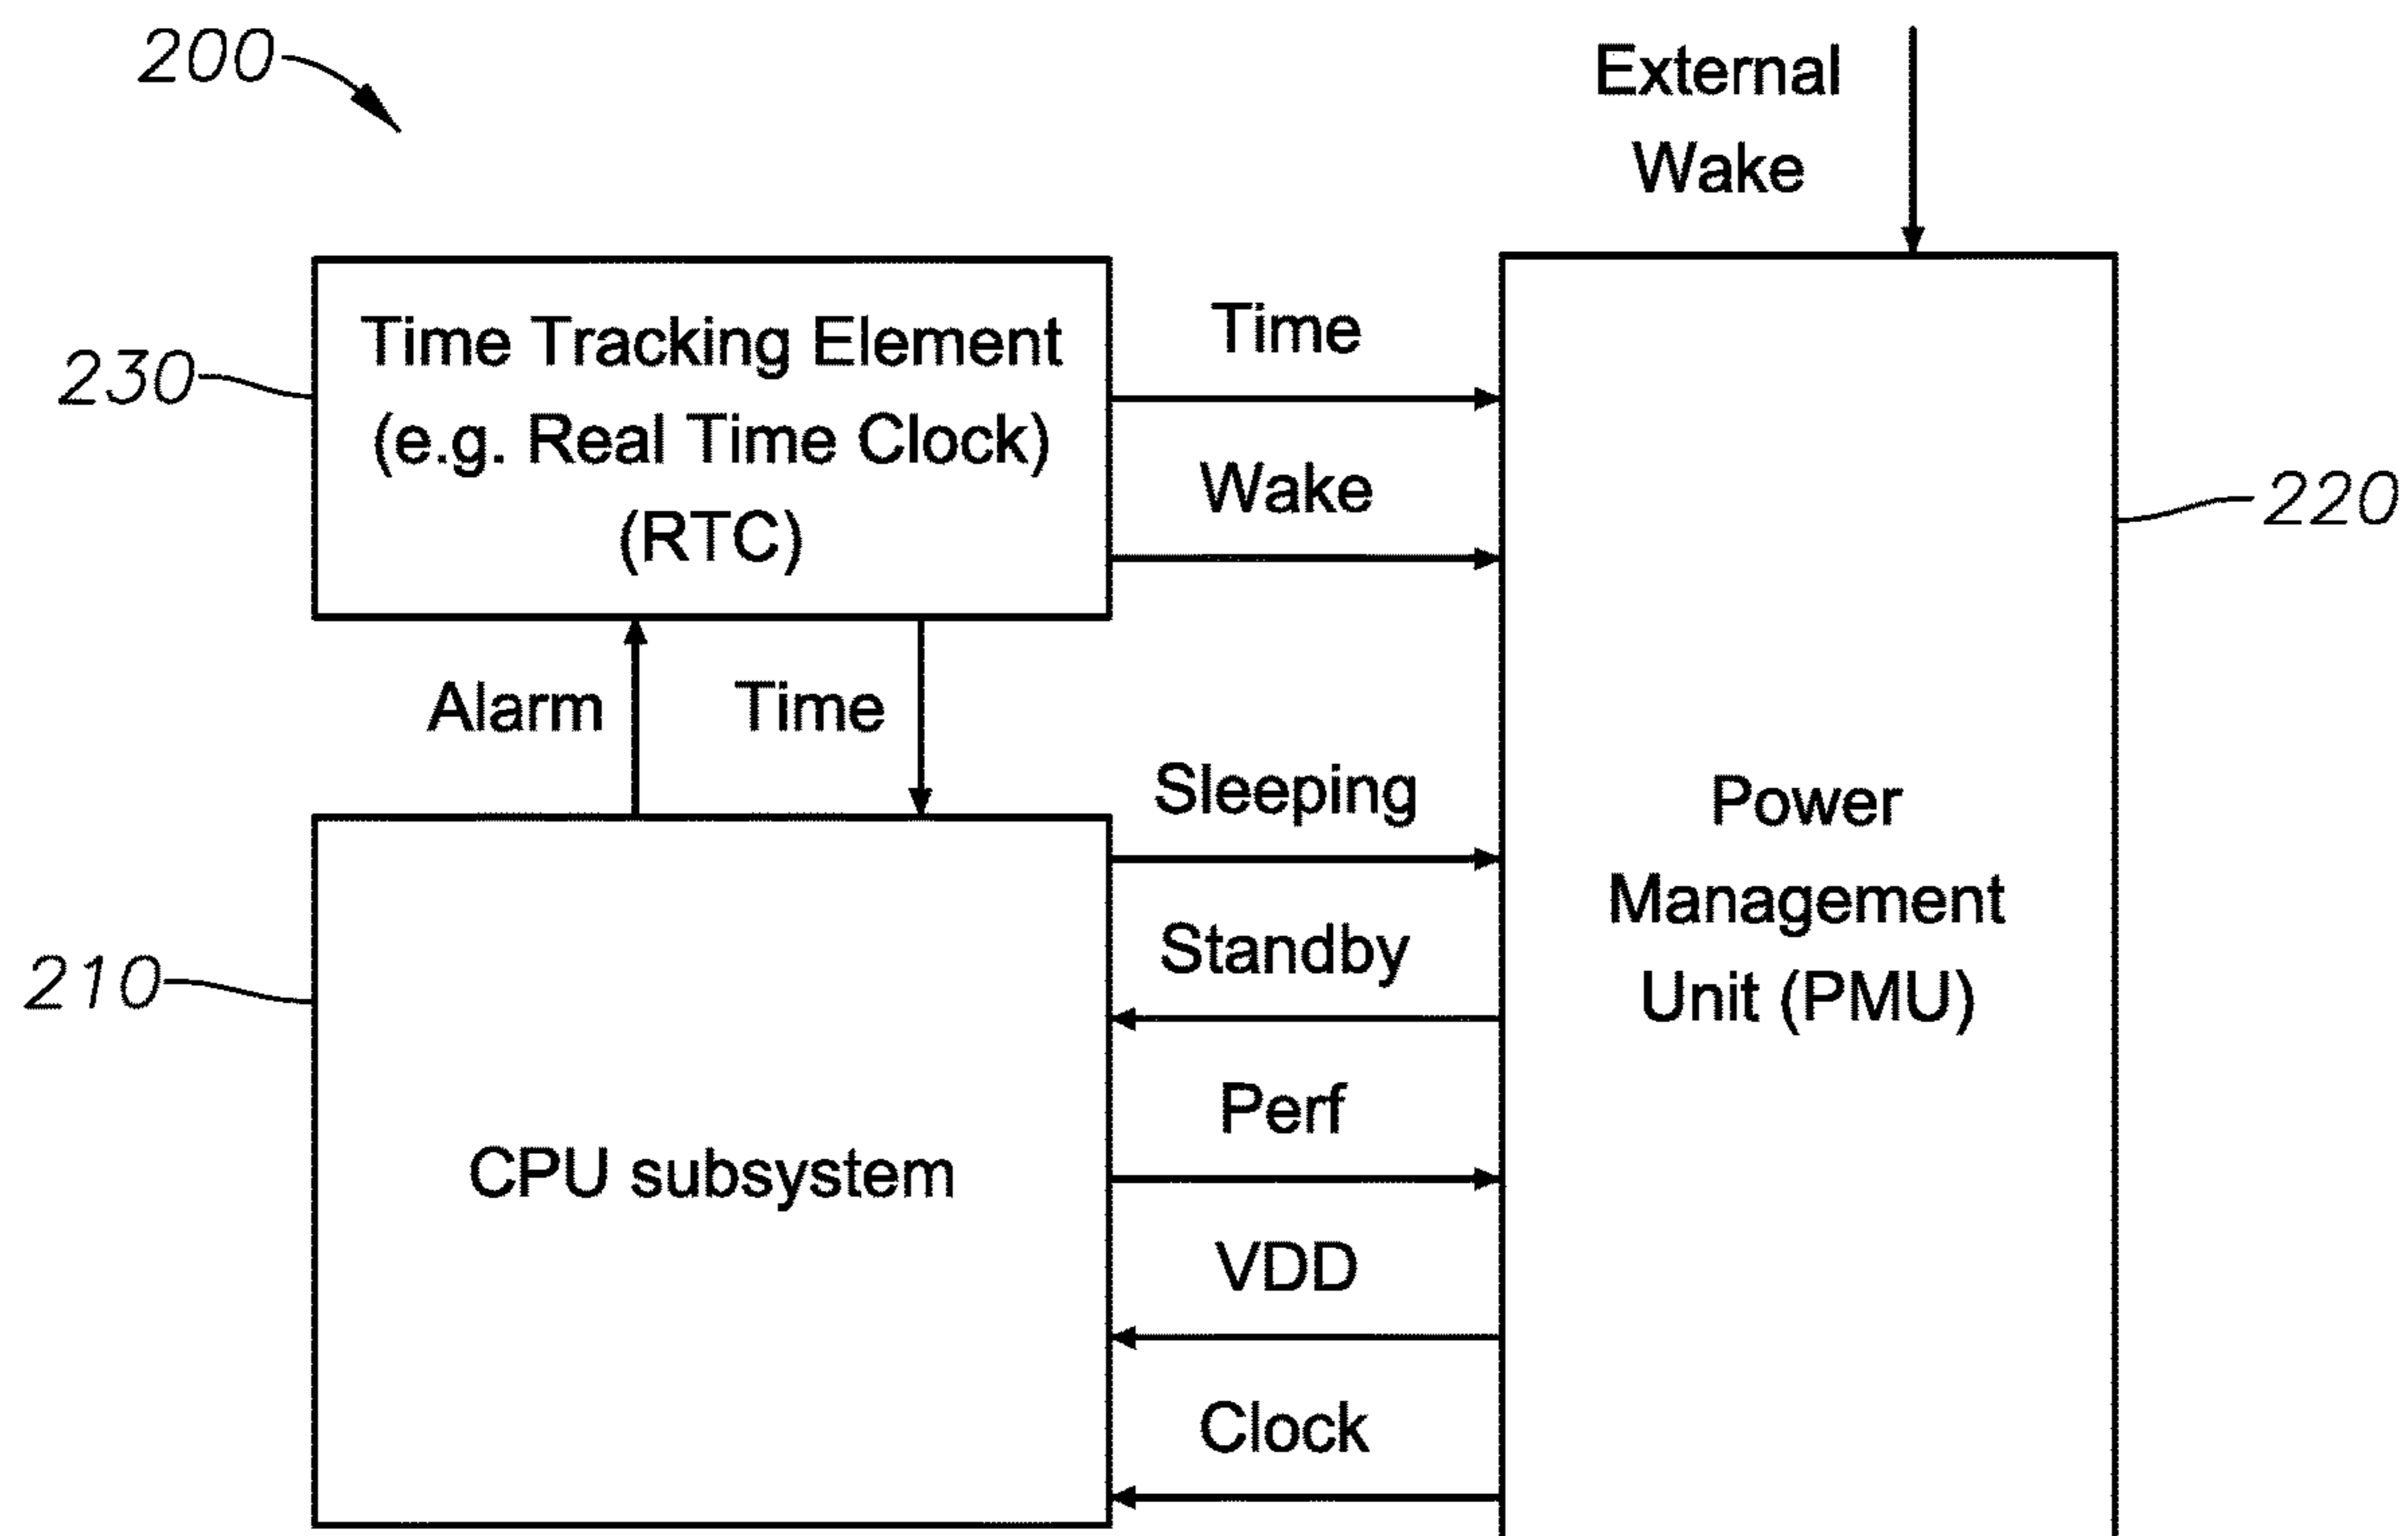 200
External
Wake
230
Time Tracking Element
(e.g. Real Time Clock)
(RTC)
Time
Wake
220
Alarm
Time
Sleeping
Standby
Perf
VDD
Clock
210
CPU subsystem
Power
Management
Unit (PMU)